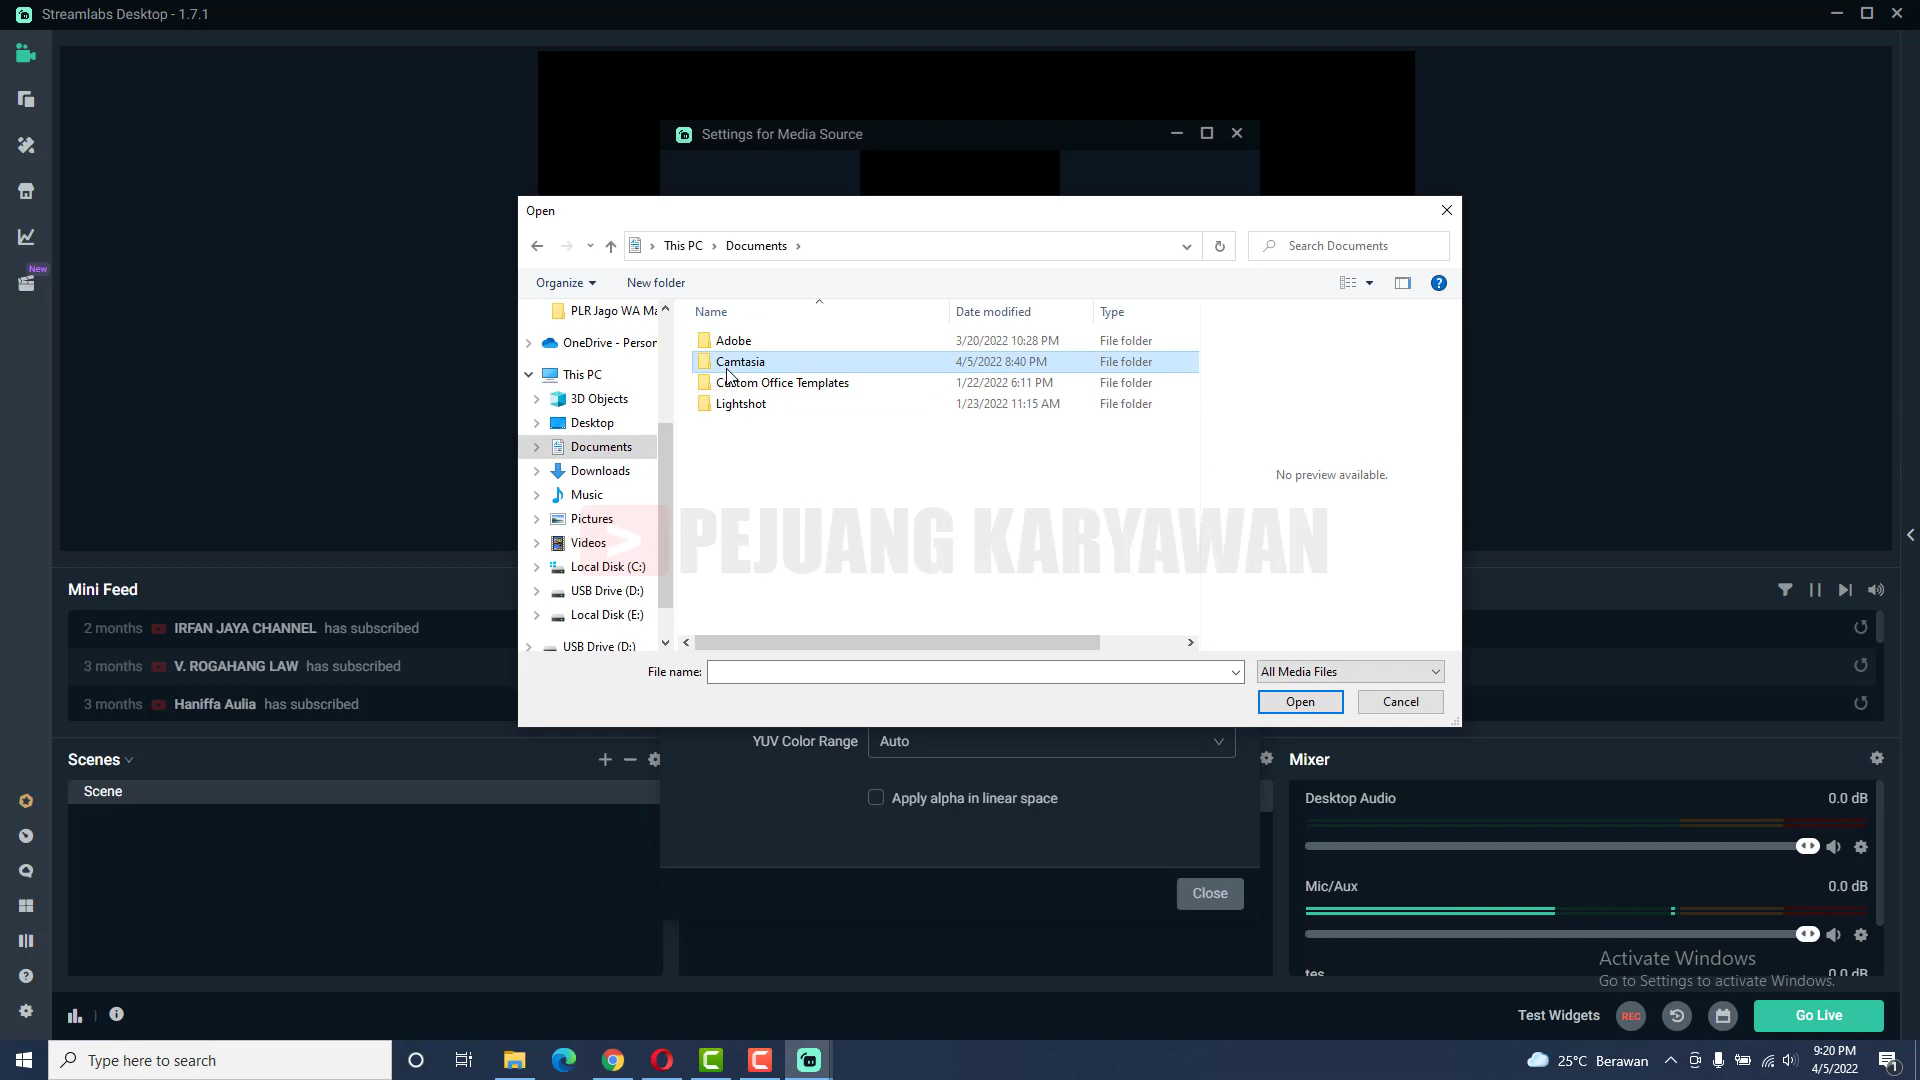 Streamlabs Desktop - 1.7.1
Settings for Media Source
Open
This PC > Documents >
Search Documents
Organize
New folder
Name
Date modified
Type
PLR Jago WA Ma
OneDrive - Person
This PC
3D Objects
Desktop
Documents
Downloads
Music
Pictures
Videos
Local Disk (C:)
USB Drive (D:)
Local Disk (E:)
USB Drive (D:)
Adobe 3/20/2022 10:28 PM File folder
Camtasia 4/5/2022 8:40 PM File folder
Custom Office Templates 1/22/2022 6:11 PM File folder
Lightshot 1/23/2022 11:15 AM File folder
No preview available.
PEJUANG KARYAWAN
File name:
All Media Files
Open
Cancel
New
Mini Feed
2 months IRFAN JAYA CHANNEL has subscribed
3 months V. ROGAHANG LAW has subscribed
3 months Haniffa Aulia has subscribed
YUV Color Range
Auto
Apply alpha in linear space
Close
Scenes
Scene
Mixer
Desktop Audio 0.0 dB
Mic/Aux 0.0 dB
tes 0.0 dB
Activate Windows
Go to Settings to activate Windows.
Test Widgets
REC
Go Live
Type here to search
25°C Berawan
9:20 PM
4/5/2022
1